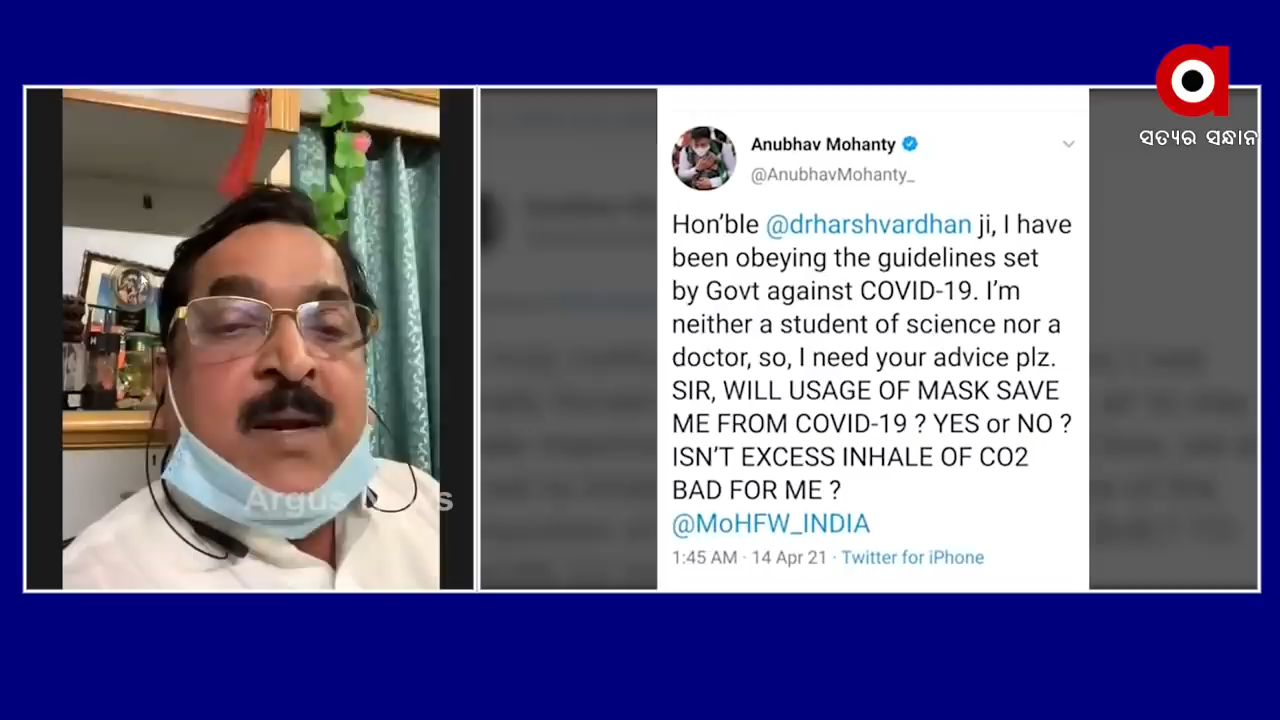 ସତ୍ୟର ସନ୍ଧାନ
Anubhav Mohanty
@AnubhavMohanty_
Hon’ble @drharshvardhan ji, I have
been obeying the guidelines set
by Govt against COVID-19. I’m
neither a student of science nor a
doctor, so, I need your advice plz.
SIR, WILL USAGE OF MASK SAVE
ME FROM COVID-19 ? YES or NO ?
ISN’T EXCESS INHALE OF CO2
BAD FOR ME ?
@MoHFW_INDIA
1:45 AM · 14 Apr 21 · Twitter for iPhone
Argus